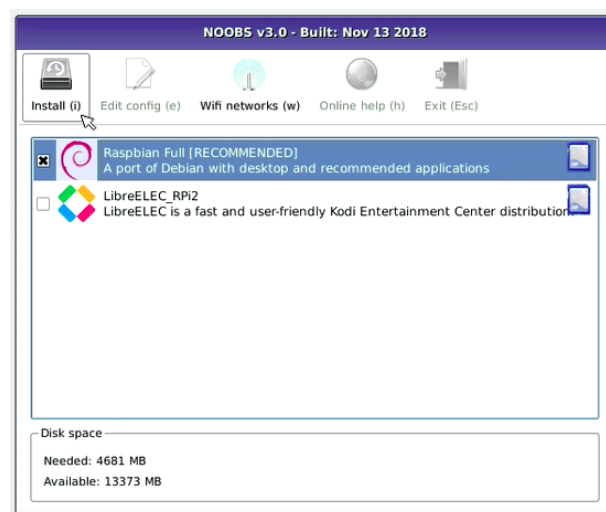 NOOBS v3.0 - Built: Nov 13 2018
Install (i) Edit config (e) Wifi networks (w) Online help (h) Exit (Esc)
Raspbian Full [RECOMMENDED]
A port of Debian with desktop and recommended applications
LibreELEC_RPi2
LibreELEC is a fast and user-friendly Kodi Entertainment Center distribution.
Disk space
Needed: 4681 MB
Available: 13373 MB